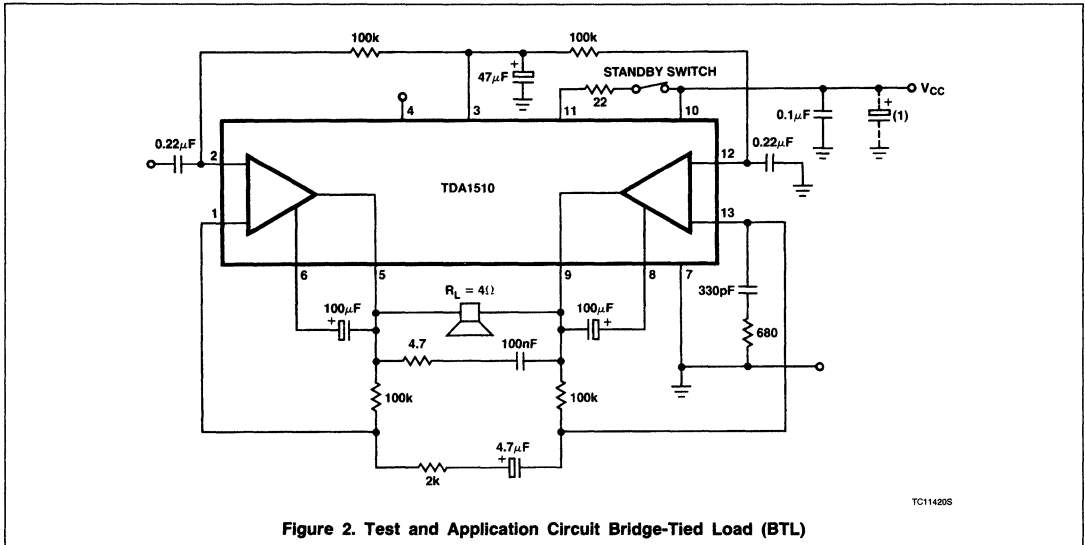 100k
100k
47μF
+
STANDBY SWITCH
22
VCC
0.1μF
+
(1)
4
3
11
10
0.22μF
2
TDA1510
12
0.22μF
1
13
6
5
9
8
7
RL = 4Ω
100μF
+
100μF
+
330pF
680
4.7
100nF
100k
100k
4.7μF
+
2k
TC11420S
Figure 2. Test and Application Circuit Bridge-Tied Load (BTL)